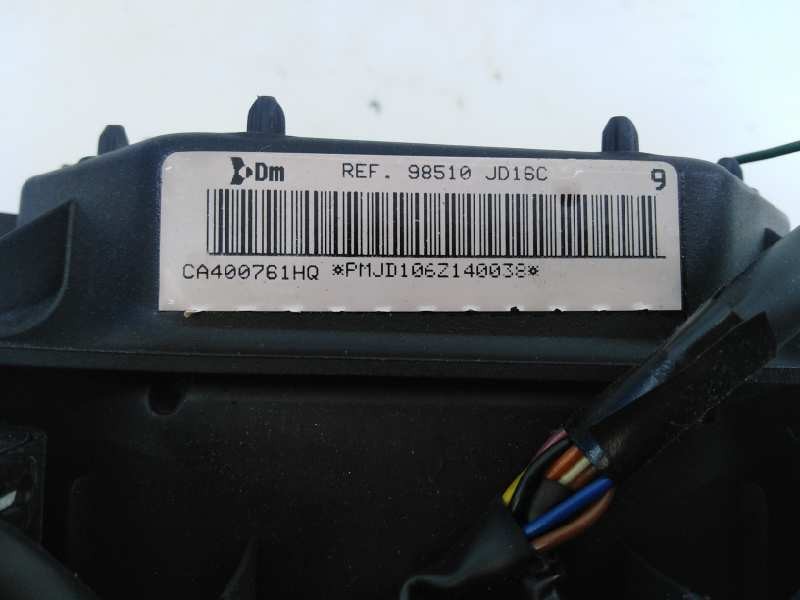 Dm REF. 98510 JD16C 9
CA400761HQ *PMJD106Z140038*